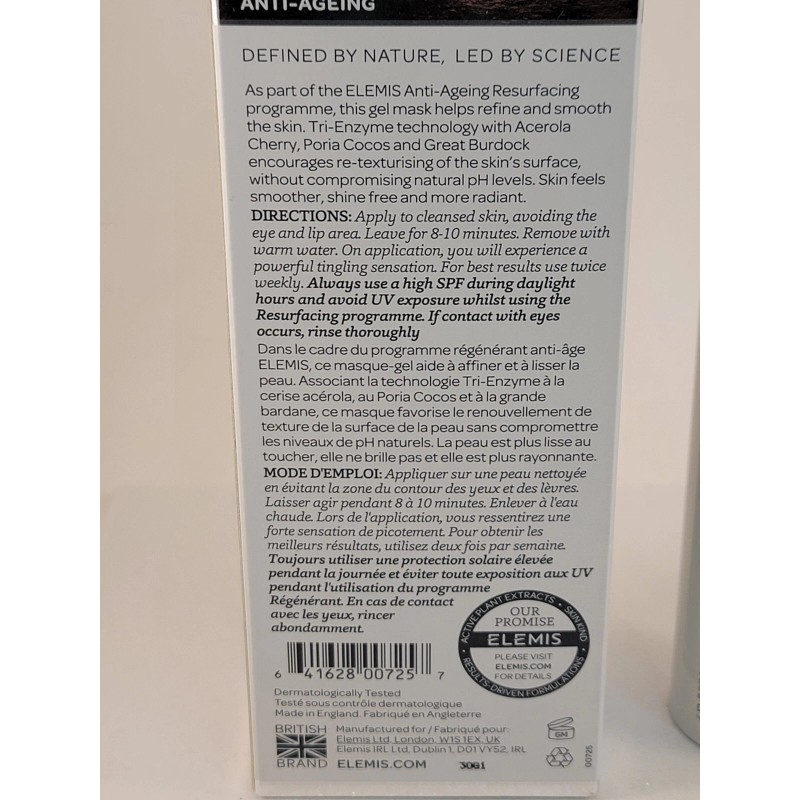 ANTI-AGEING
DEFINED BY NATURE, LED BY SCIENCE
As part of the ELEMIS Anti-Ageing Resurfacing
programme, this gel mask helps refine and smooth
the skin. Tri-Enzyme technology with Acerola
Cherry, Poria Cocos and Great Burdock
encourages re-texturising of the skin's surface,
without compromising natural pH levels. Skin feels
smoother, shine free and more radiant.
DIRECTIONS: Apply to cleansed skin, avoiding the
eye and lip area. Leave for 8-10 minutes. Remove with
warm water. On application, you will experience a
powerful tingling sensation. For best results use twice
weekly. Always use a high SPF during daylight
hours and avoid UV exposure whilst using the
Resurfacing programme. If contact with eyes
occurs, rinse thoroughly
Dans le cadre du programme régénérant anti-âge
ELEMIS, ce masque-gel aide à affiner et à lisser la
peau. Associant la technologie Tri-Enzyme à la
cerise acérola, au Poria Cocos et à la grande
bardane, ce masque favorise le renouvellement de
texture de la surface de la peau sans compromettre
les niveaux de pH naturels. La peau est plus lisse au
toucher, elle ne brille pas et elle est plus rayonnante.
MODE D'EMPLOI: Appliquer sur une peau nettoyée
en évitant la zone du contour des yeux et des lèvres.
Laisser agir pendant 8 à 10 minutes. Enlever à l'eau
chaude. Lors de l'application, vous ressentirez une
forte sensation de picotement. Pour obtenir les
meilleurs résultats, utilisez deux fois par semaine.
Toujours utiliser une protection solaire élevée
pendant la journée et éviter toute exposition aux UV
pendant l'utilisation du programme
Régénérant. En cas de contact
avec les yeux, rincer
abondamment.
ACTIVE PLANT EXTRACTS • SKIN KIND
OUR
PROMISE
ELEMIS
PLEASE VISIT
ELEMIS.COM
FOR DETAILS
RESULTS-DRIVEN FORMULATIONS
6 41628 00725 7
Dermatologically Tested
Testé sous contrôle dermatologique
Made in England. Fabriqué en Angleterre
BRITISH
BRAND
Manufactured for / Fabriqué pour:
Elemis Ltd, London, W1S 1EX, UK
Elemis IRL Ltd, Dublin 1, D01 VY52, IRL
ELEMIS.COM
3061
6M
00725